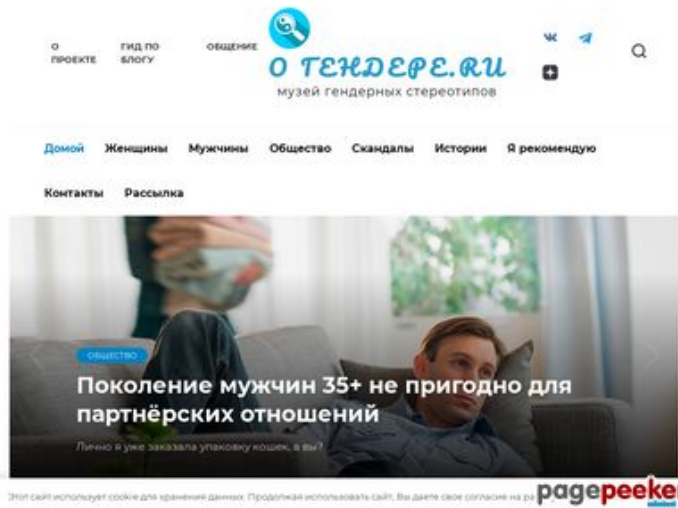 О
ПРОЕКТЕ
ГИД ПО
БЛОГУ
ОБЩЕНИЕ
О ГЕНДЕРЕ.RU
музей гендерных стереотипов
Домой Женщины Мужчины Общество Скандалы Истории Я рекомендую
Контакты Рассылка
ОБЩЕСТВО
Поколение мужчин 35+ не пригодно для
партнёрских отношений
Лично я уже заказала упаковку кошек, а вы?
Этот сайт использует cookie для хранения данных. Продолжая использовать сайт, Вы даете свое согласие на
pagepeeke